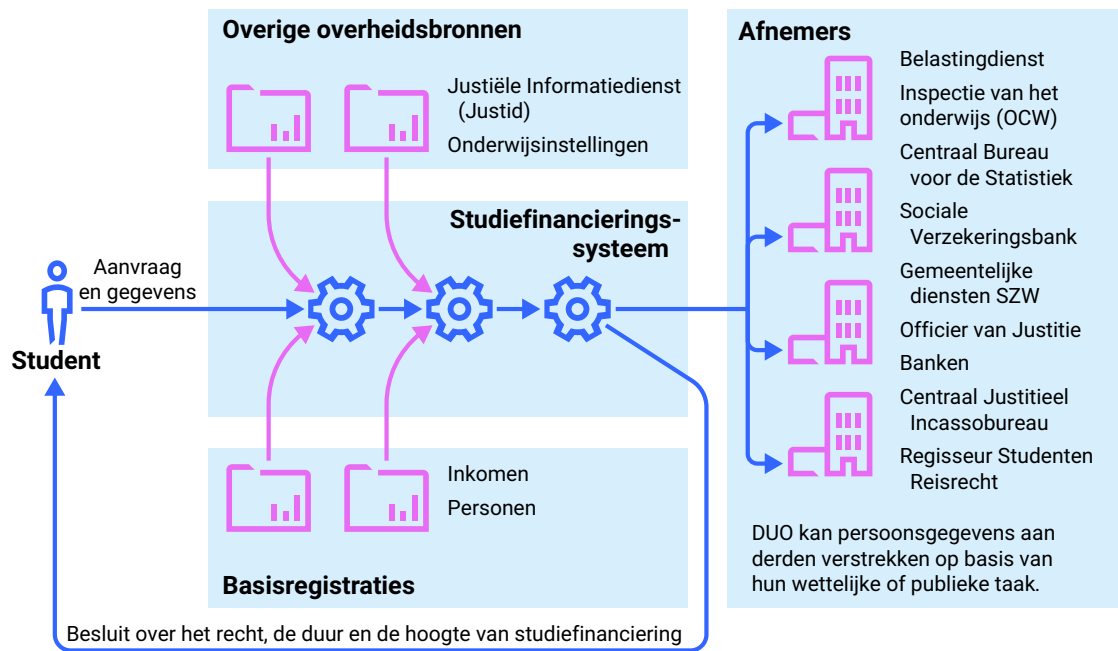 Overige overheidsbronnen
Justiële Informatiedienst
(Justid)
Onderwijsinstellingen
Studiefinancierings-
systeem
Aanvraag
en gegevens
Student
Inkomen
Personen
Basisregistraties
Besluit over het recht, de duur en de hoogte van studiefinanciering
Afnemers
Belastingdienst
Inspectie van het
onderwijs (OCW)
Centraal Bureau
voor de Statistiek
Sociale
Verzekeringsbank
Gemeentelijke
diensten SZW
Officier van Justitie
Banken
Centraal Justitieel
Incassobureau
Regisseur Studenten
Reisrecht
DUO kan persoonsgegevens aan
derden verstrekken op basis van
hun wettelijke of publieke taak.